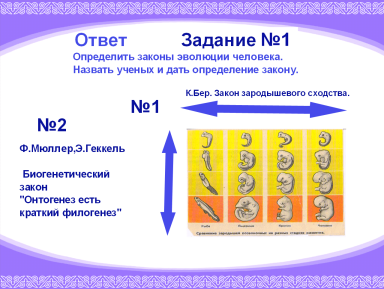 Ответ Задание №1
Определить законы эволюции человека.
Назвать ученых и дать определение закону.
К.Бер. Закон зародышевого сходства.
№1
№2
Ф.Мюллер,Э.Геккель
Биогенетический
закон
"Онтогенез есть
краткий филогенез"